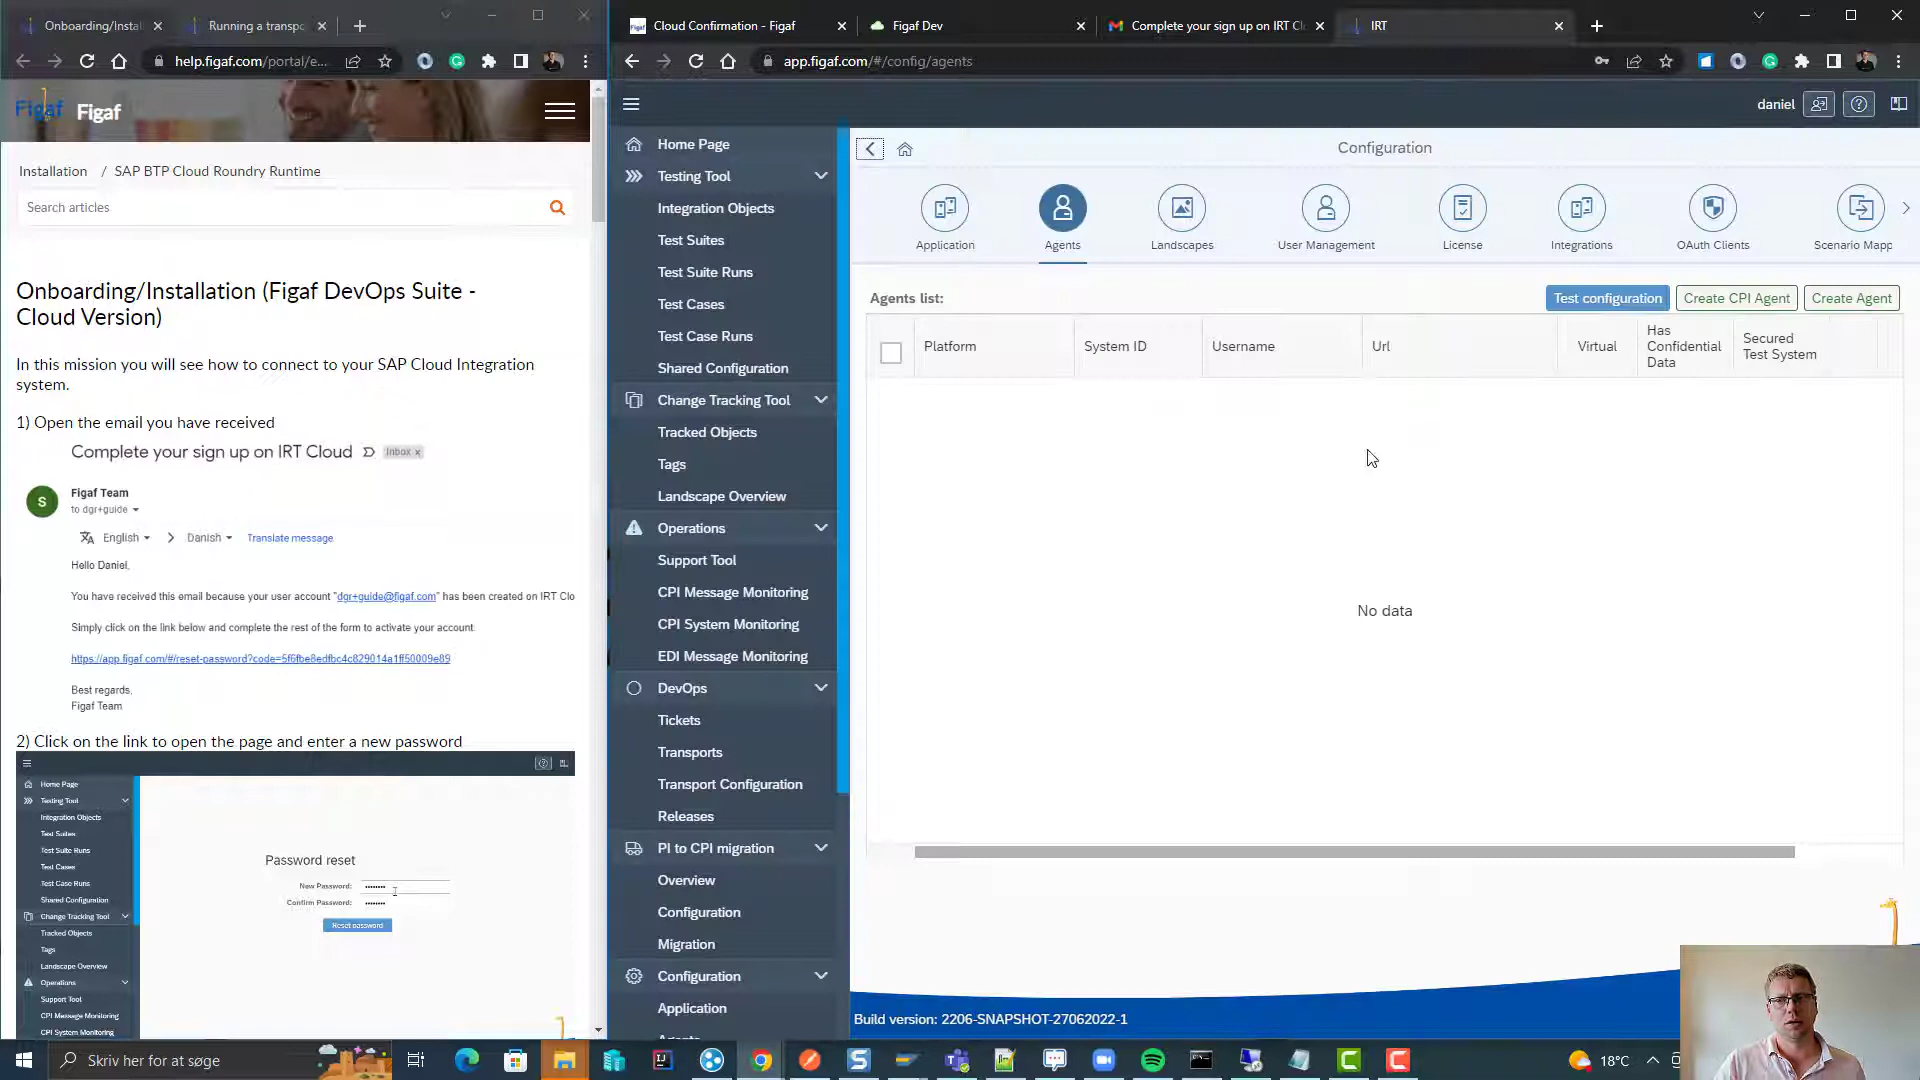 Onboarding/Instal
Running a transpo
Cloud Confirmation - Figaf
Figaf Dev
Complete your sign up on IRT Cl
IRT
help.figaf.com/portal/e...
app.figaf.com/#/config/agents
Figaf
Figaf
daniel
Installation / SAP BTP Cloud Roundry Runtime
Search articles
Onboarding/Installation (Figaf DevOps Suite -
Cloud Version)
In this mission you will see how to connect to your SAP Cloud Integration
system.
1) Open the email you have received
Complete your sign up on IRT Cloud
Inbox x
S
Figaf Team
to dgr+guide
English
Danish
Translate message
Hello Daniel,
You have received this email because your user account "dgr+guide@figaf.com" has been created on IRT Clo
Simply click on the link below and complete the rest of the form to activate your account:
https://app.figaf.com/#/reset-password?code=5f6fbe8edfbc4c829014a1ff50009e89
Best regards,
Figaf Team
2) Click on the link to open the page and enter a new password
Home Page
Testing Tool
Integration Objects
Test Suites
Test Suite Runs
Test Cases
Test Case Runs
Shared Configuration
Change Tracking Tool
Tracked Objects
Tags
Landscape Overview
Operations
Support Tool
CPI Message Monitoring
CPI System Monitoring
Password reset
New Password:
Confirm Password:
Reset password
Home Page
Testing Tool
Integration Objects
Test Suites
Test Suite Runs
Test Cases
Test Case Runs
Shared Configuration
Change Tracking Tool
Tracked Objects
Tags
Landscape Overview
Operations
Support Tool
CPI Message Monitoring
CPI System Monitoring
EDI Message Monitoring
DevOps
Tickets
Transports
Transport Configuration
Releases
PI to CPI migration
Overview
Configuration
Migration
Configuration
Application
Configuration
Application
Agents
Landscapes
User Management
License
Integrations
OAuth Clients
Scenario Mapp
Agents list:
Test configuration
Create CPI Agent
Create Agent
Platform
System ID
Username
Url
Virtual
Has
Confidential
Data
Secured
Test System
No data
Build version: 2206-SNAPSHOT-27062022-1
Skriv her for at søge
18°C